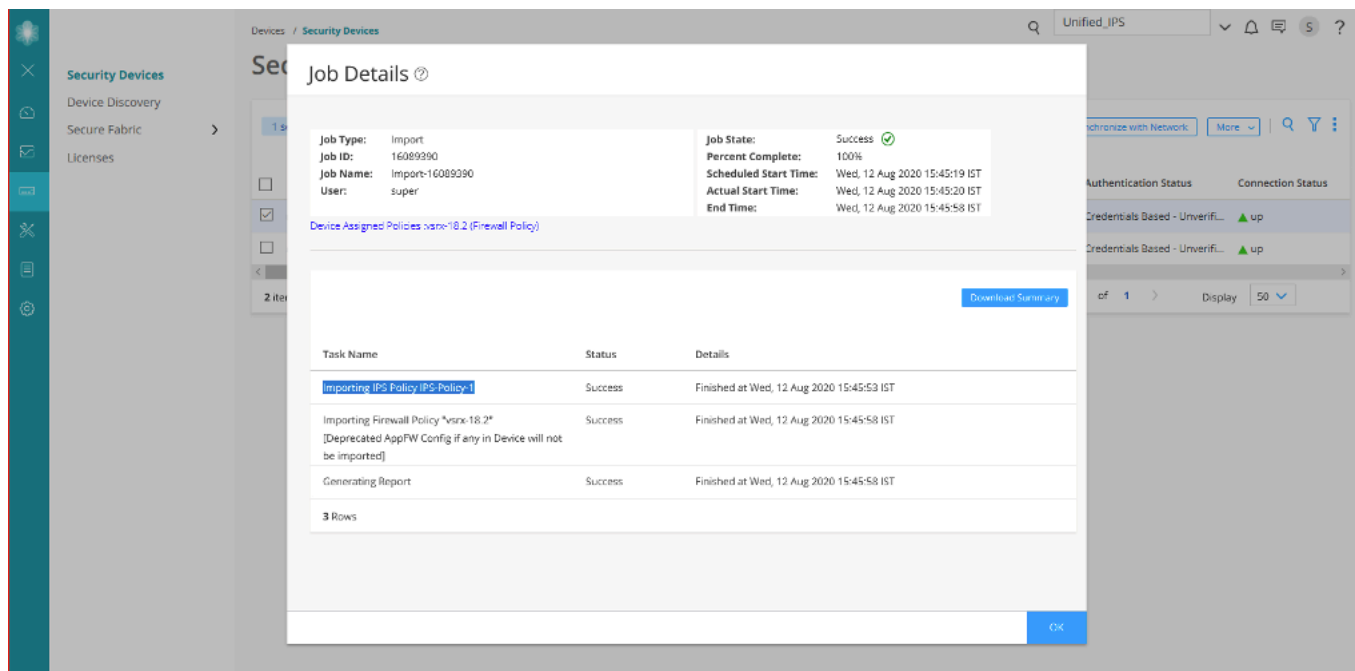 Devices / Security Devices
Unified_IPS
S
?
Security Devices
Device Discovery
Secure Fabric
Licenses
Sec
1 s
nchronize with Network
More
Authentication Status
Connection Status
Credentials Based - Unverifi...
up
Credentials Based - Unverifi...
up
2 ite
of 1
Display 50
Job Details
Job Type: Import
Job ID: 16089390
Job Name: Import-16089390
User: super
Job State: Success
Percent Complete: 100%
Scheduled Start Time: Wed, 12 Aug 2020 15:45:19 IST
Actual Start Time: Wed, 12 Aug 2020 15:45:20 IST
End Time: Wed, 12 Aug 2020 15:45:58 IST
Device Assigned Policies :vsrx-18.2 (Firewall Policy)
Download Summary
Task Name Status Details
Importing IPS Policy IPS-Policy-1 Success Finished at Wed, 12 Aug 2020 15:45:53 IST
Importing Firewall Policy "vsrx-18.2" Success Finished at Wed, 12 Aug 2020 15:45:58 IST
[Deprecated AppFW Config if any in Device will not
be imported]
Generating Report Success Finished at Wed, 12 Aug 2020 15:45:58 IST
3 Rows
OK